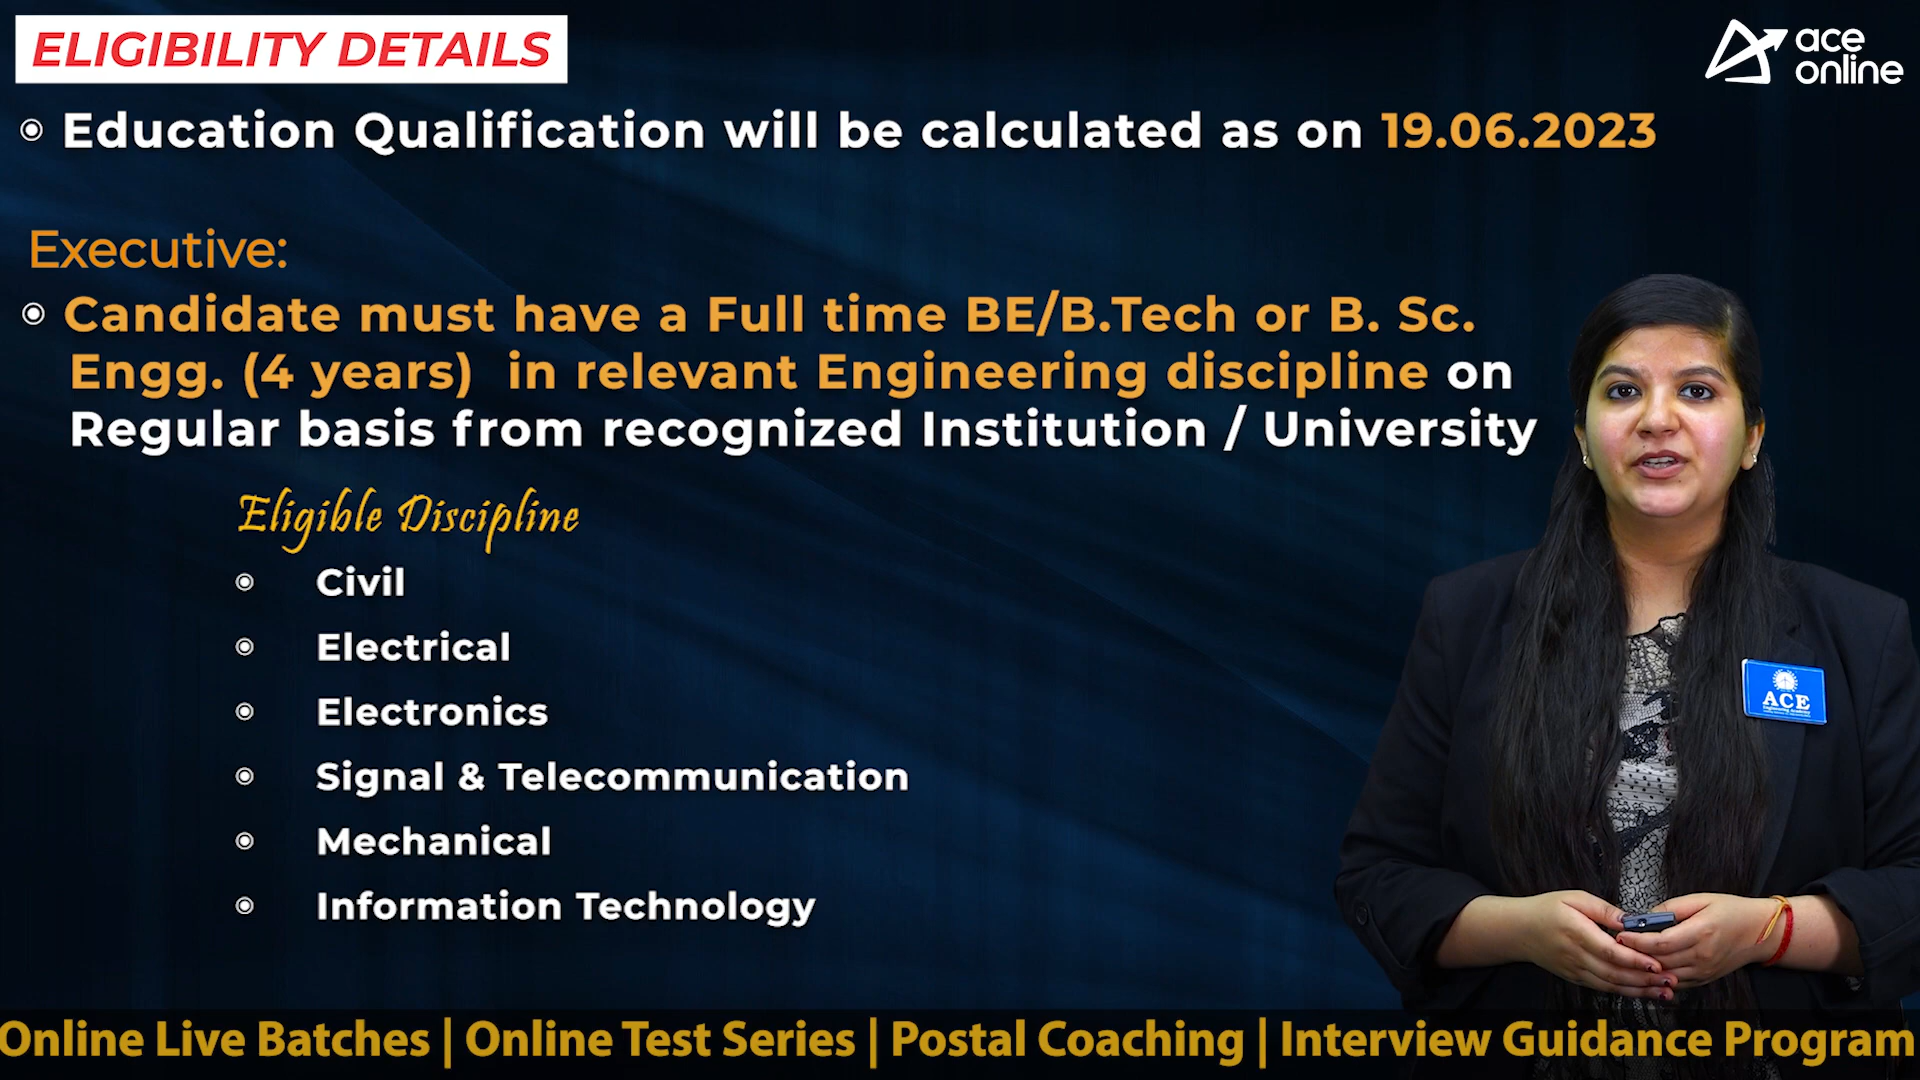 ELIGIBILITY DETAILS
ace
online
Education Qualification will be calculated as on 19.06.2023
Executive:
Candidate must have a Full time BE/B.Tech or B. Sc.
Engg. (4 years) in relevant Engineering discipline on
Regular basis from recognized Institution / University
Eligible Discipline
Civil
Electrical
Electronics
Signal & Telecommunication
Mechanical
Information Technology
ACE
Engineering Academy
Online Live Batches | Online Test Series | Postal Coaching | Interview Guidance Program